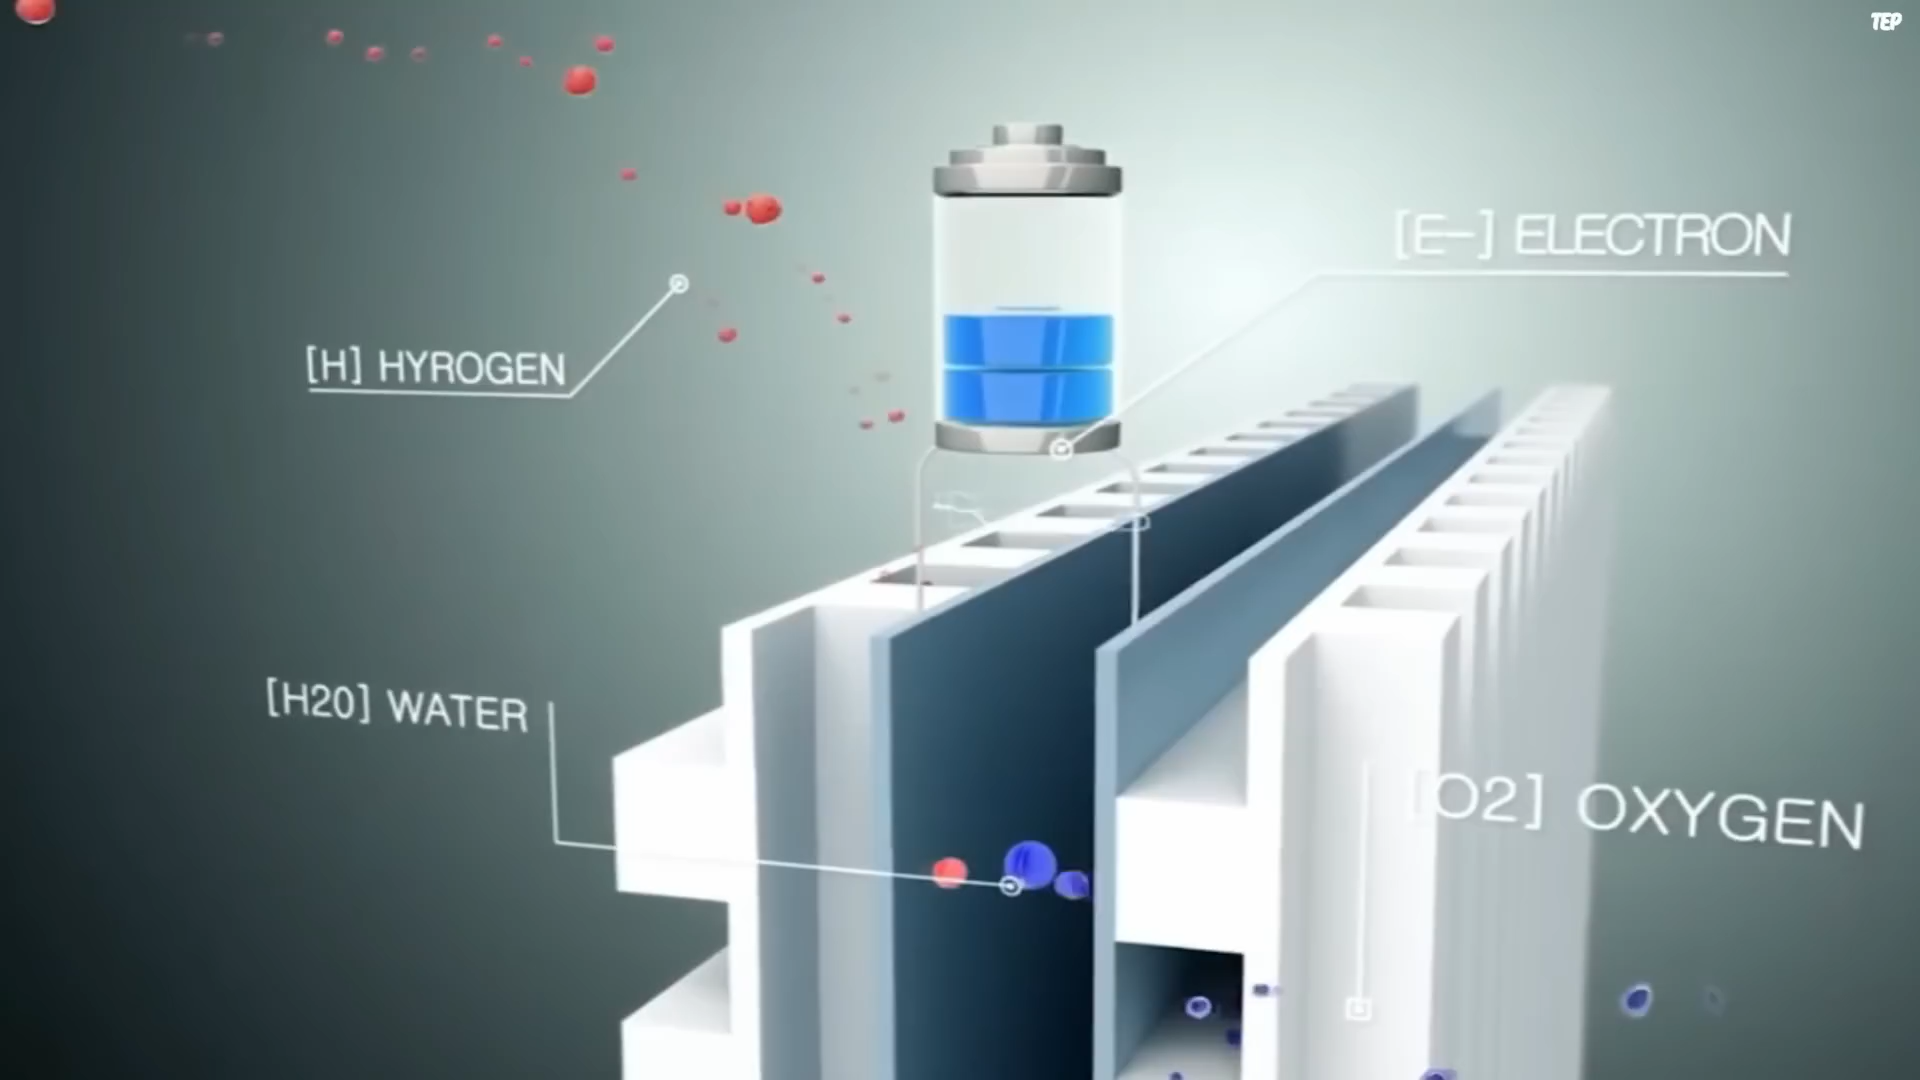 TEP
[E-] ELECTRON
[H] HYROGEN
[H20] WATER
[O2] OXYGEN